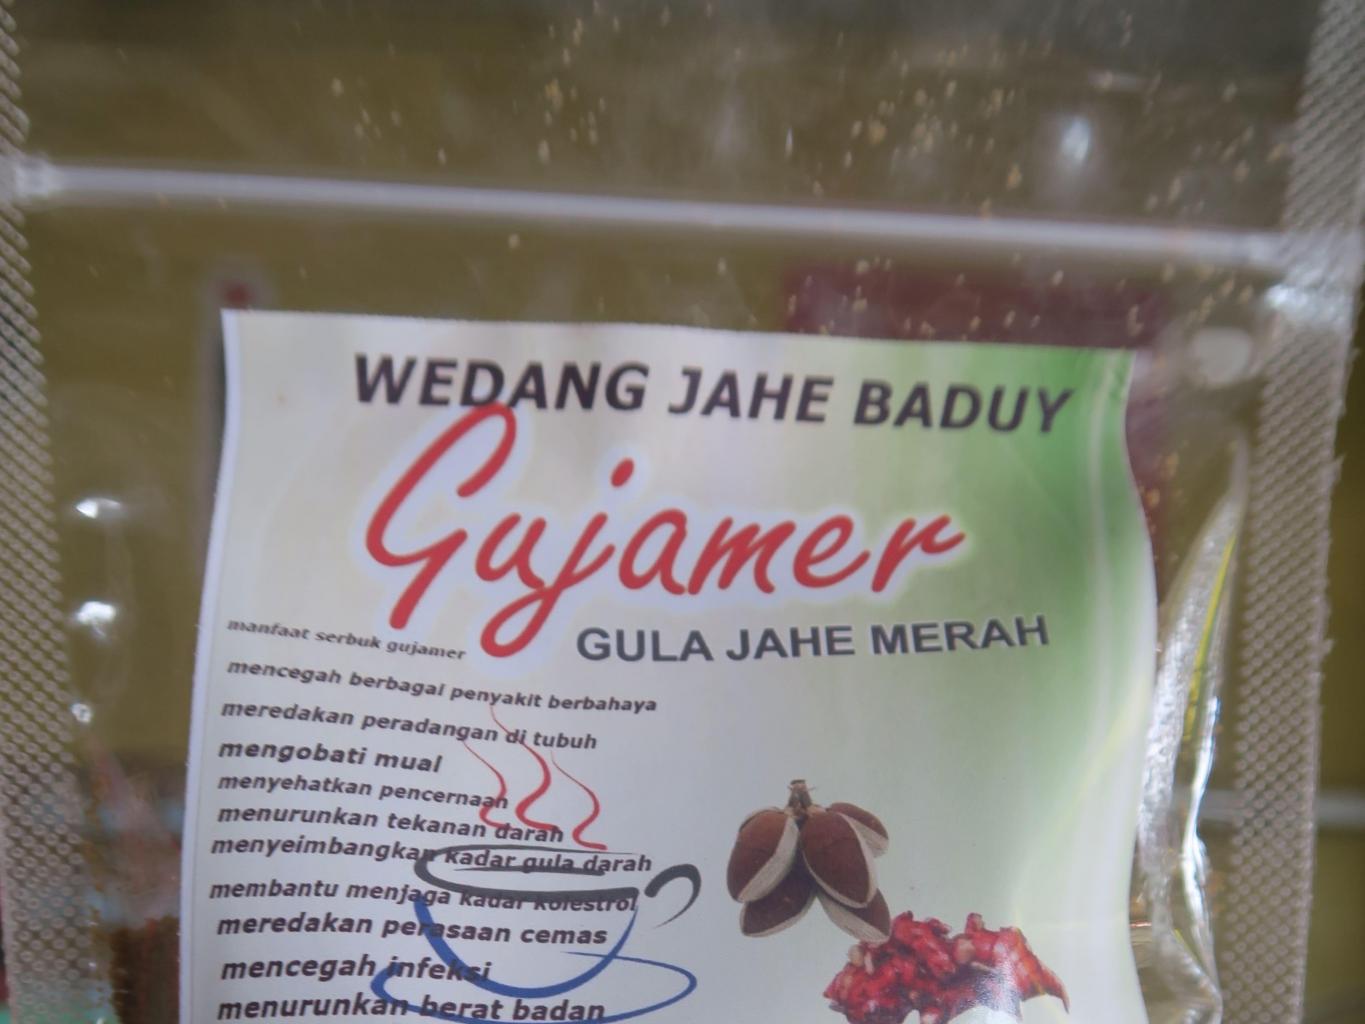 WEDANG JAHE BADUY
Gujamer
GULA JAHE MERAH
manfaat serbuk gujamer
mencegah berbagai penyakit berbahaya
meredakan peradangan di tubuh
mengobati mual
menyehatkan pencernaan
menurunkan tekanan darah
menyeimbangkan kadar gula darah
membantu menjaga kadar kolestrol
meredakan perasaan cemas
mencegah infeksi
menurunkan berat badan